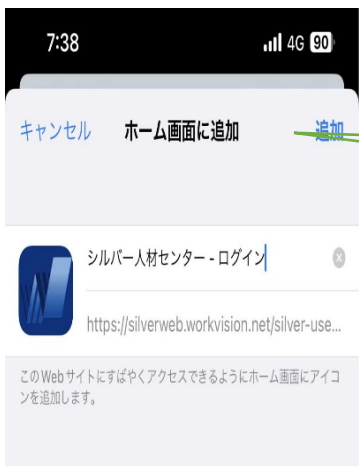 7:38
4G 90
キャンセル ホーム画面に追加 追加
シルバー人材センター - ログイン
https://silverweb.workvision.net/silver-use...
このWebサイトにすばやくアクセスできるようにホーム画面にアイコ
ンを追加します。